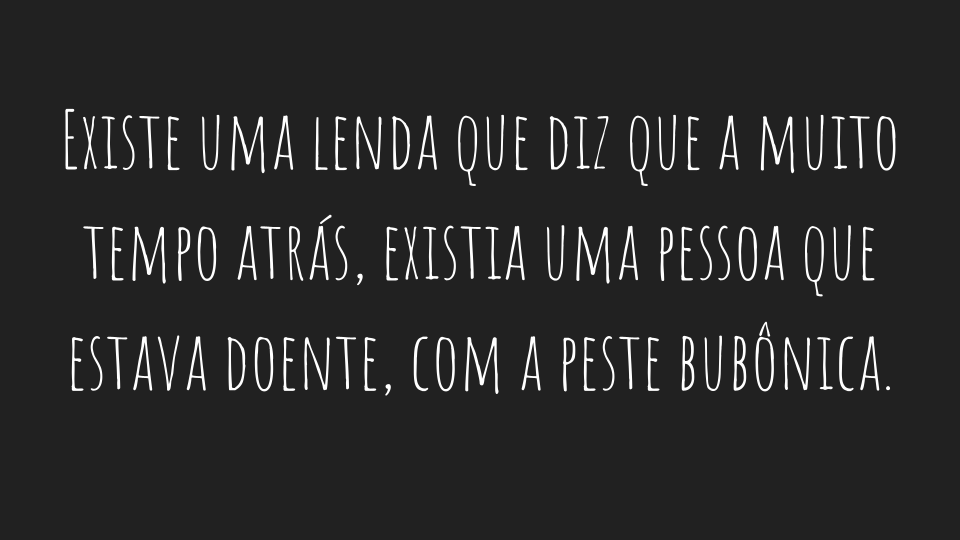 Existe uma lenda que diz que a muito
tempo atrás, existia uma pessoa que
estava doente, com a peste bubônica.